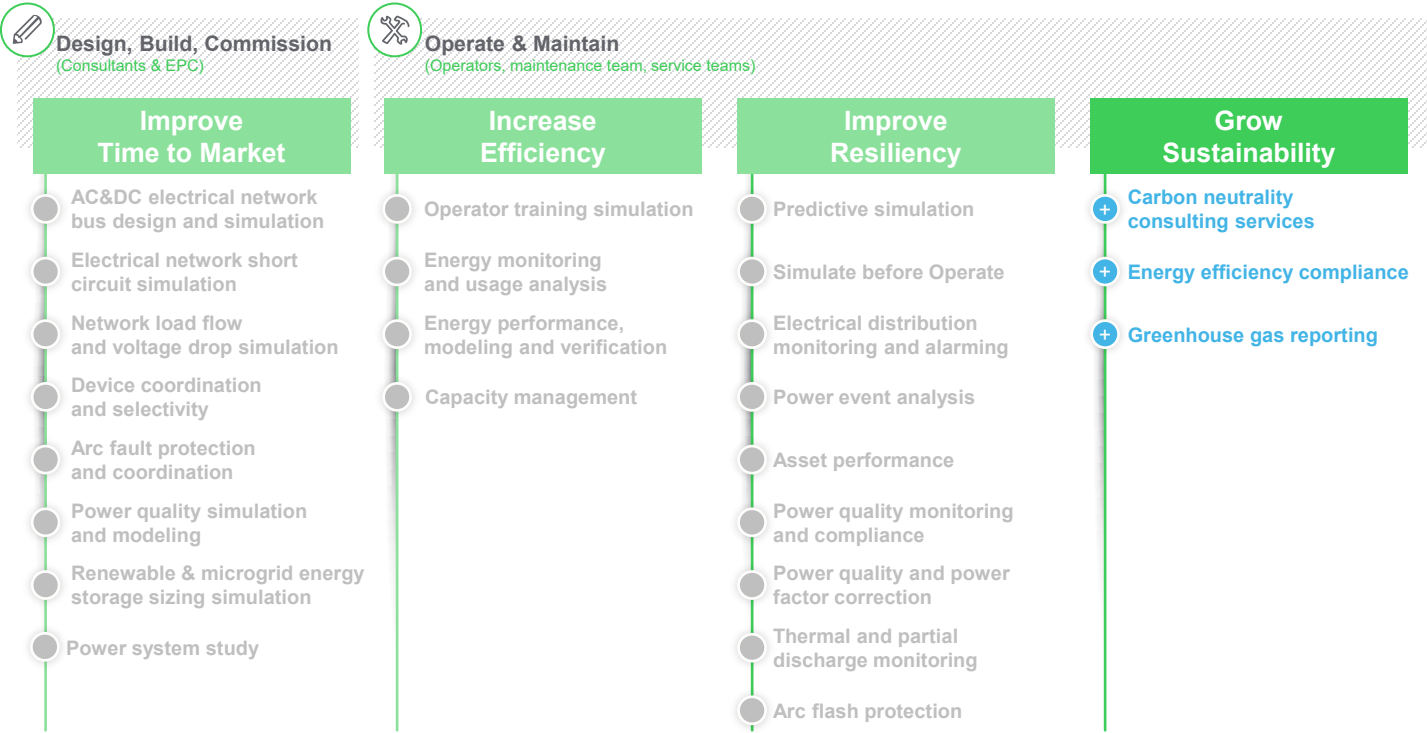 Design, Build, Commission
(Consultants & EPC)
Operate & Maintain
(Operators, maintenance team, service teams)
Improve
Time to Market
AC&DC electrical network
bus design and simulation
Electrical network short
circuit simulation
Network load flow
and voltage drop simulation
Device coordination
and selectivity
Arc fault protection
and coordination
Power quality simulation
and modeling
Renewable & microgrid energy
storage sizing simulation
Power system study
Increase
Efficiency
Operator training simulation
Energy monitoring
and usage analysis
Energy performance,
modeling and verification
Capacity management
Improve
Resiliency
Predictive simulation
Simulate before Operate
Electrical distribution
monitoring and alarming
Power event analysis
Asset performance
Power quality monitoring
and compliance
Power quality and power
factor correction
Thermal and partial
discharge monitoring
Arc flash protection
Grow
Sustainability
Carbon neutrality
consulting services
Energy efficiency compliance
Greenhouse gas reporting